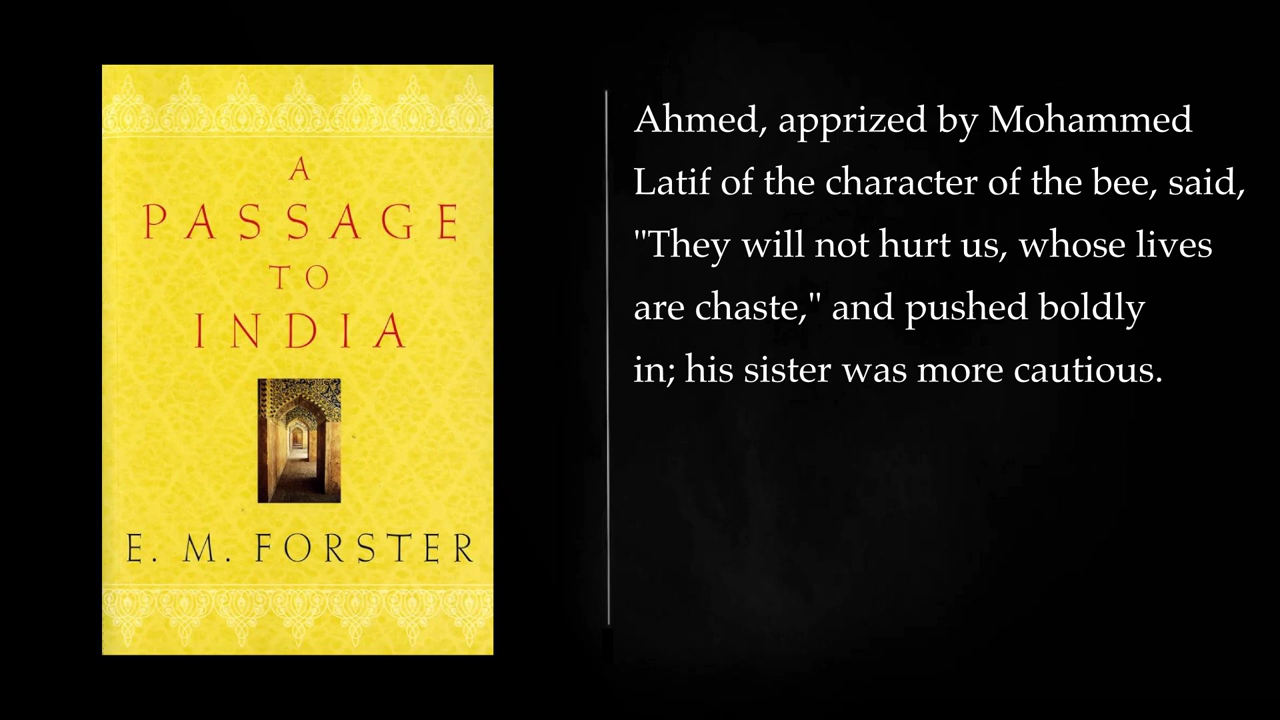 A
PASSAGE
TO
INDIA
E. M. FORSTER
Ahmed, apprized by Mohammed
Latif of the character of the bee, said,
"They will not hurt us, whose lives
are chaste," and pushed boldly
in; his sister was more cautious.